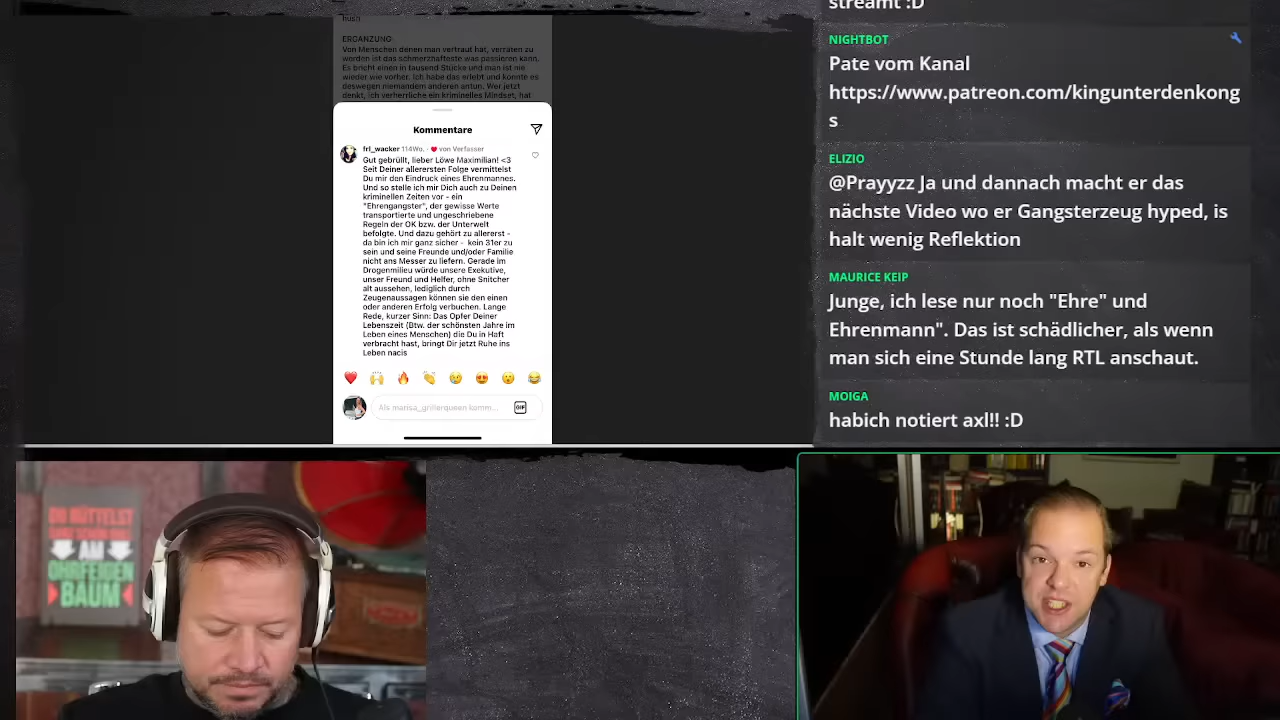 husn
ERGÄNZUNG:
Von Menschen denen man vertraut hat, verraten zu
worden ist das schmerzhafteste was passieren kann.
Es bricht einen in tausend Stücke und man ist nie
wieder wie vorher. Ich habe das erlebt und könnte es
deswegen niemandem anderen antun. Wer jetzt
denkt, ich verherrliche ein kriminelles Mindset, hat
Kommentare
frl_wacker 114Wo. · von Verfasser
Gut gebrüllt, lieber Löwe Maximilian! <3
Seit Deiner allerersten Folge vermittelst
Du mir den Eindruck eines Ehrenmannes.
Und so stelle ich mir Dich auch zu Deinen
kriminellen Zeiten vor - ein
"Ehrengangster", der gewisse Werte
transportierte und ungeschriebene
Regeln der OK bzw. der Unterwelt
befolgte. Und dazu gehört zu allererst -
da bin ich mir ganz sicher - kein 31er zu
sein und seine Freunde und/oder Familie
nicht ans Messer zu liefern. Gerade im
Drogenmilieu würde unsere Exekutive,
unser Freund und Helfer, ohne Snitcher
alt aussehen, lediglich durch
Zeugenaussagen können sie den einen
oder anderen Erfolg verbuchen. Lange
Rede, kurzer Sinn: Das Opfer Deiner
Lebenszeit (Btw. der schönsten Jahre im
Leben eines Menschen) die Du in Haft
verbracht hast, bringt Dir jetzt Ruhe ins
Leben nacis
Als marisa_grillerqueen komm...
GIF
streamt :D
NIGHTBOT
Pate vom Kanal
https://www.patreon.com/kingunterdenkong
s
ELIZIO
@Prayyzz Ja und dannach macht er das
nächste Video wo er Gangsterzeug hyped, is
halt wenig Reflektion
MAURICE KEIP
Junge, ich lese nur noch "Ehre" und
Ehrenmann". Das ist schädlicher, als wenn
man sich eine Stunde lang RTL anschaut.
MOIGA
habich notiert axl!! :D
DU BÜTTELST
AM
OHRFEIGEN
BAUM